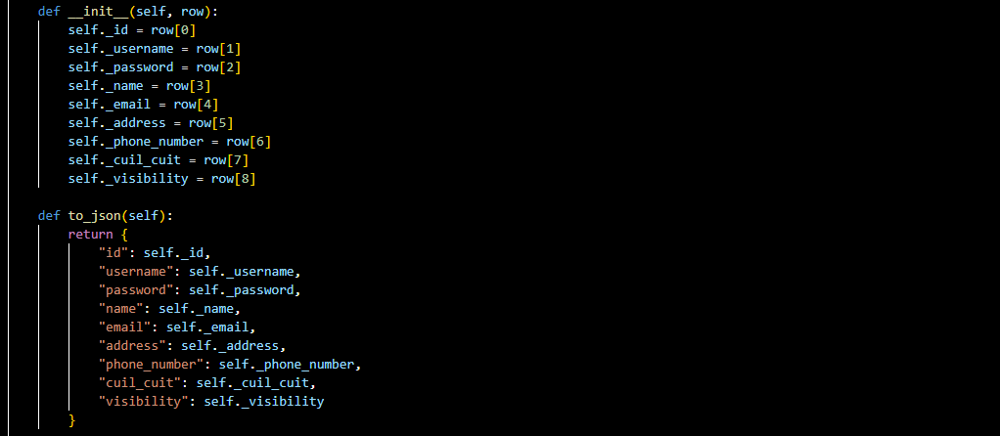 def __init__(self, row):
self._id = row[0]
self._username = row[1]
self._password = row[2]
self._name = row[3]
self._email = row[4]
self._address = row[5]
self._phone_number = row[6]
self._cuil_cuit = row[7]
self._visibility = row[8]
def to_json(self):
return {
"id": self._id,
"username": self._username,
"password": self._password,
"name": self._name,
"email": self._email,
"address": self._address,
"phone_number": self._phone_number,
"cuil_cuit": self._cuil_cuit,
"visibility": self._visibility
}